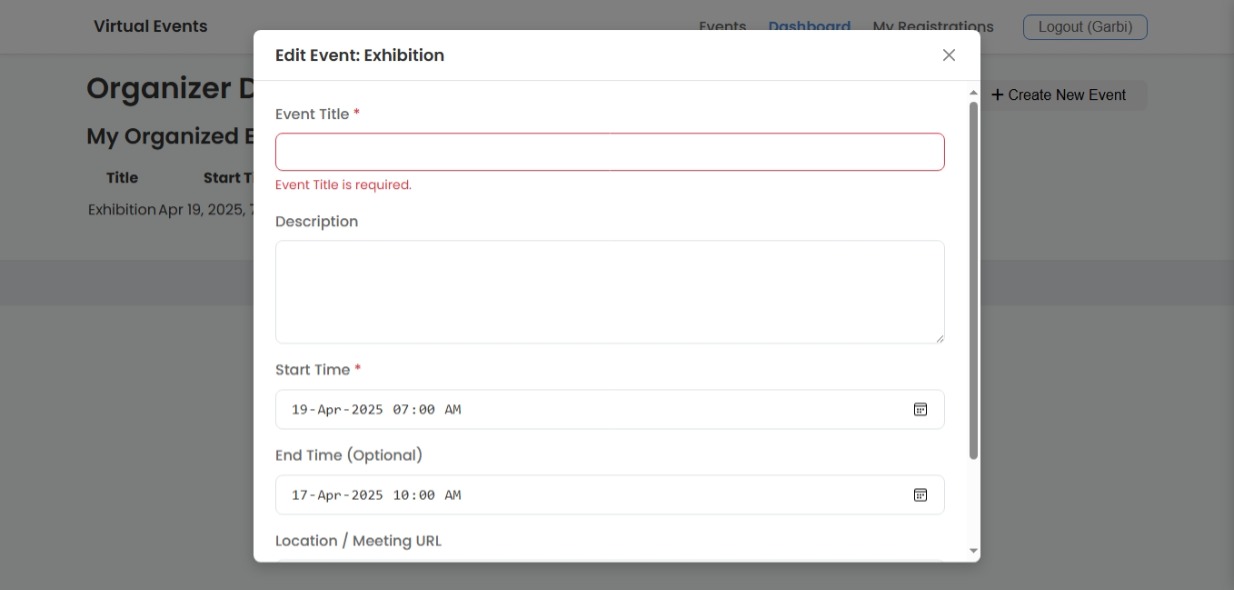 Virtual Events
Events Dashboard My Registrations Logout (Garbi)
Edit Event: Exhibition
Organizer D
+ Create New Event
My Organized E
Title Start T
Exhibition Apr 19, 2025, 7
Event Title *
Event Title is required.
Description
Start Time *
19-Apr-2025 07:00 AM
End Time (Optional)
17-Apr-2025 10:00 AM
Location / Meeting URL